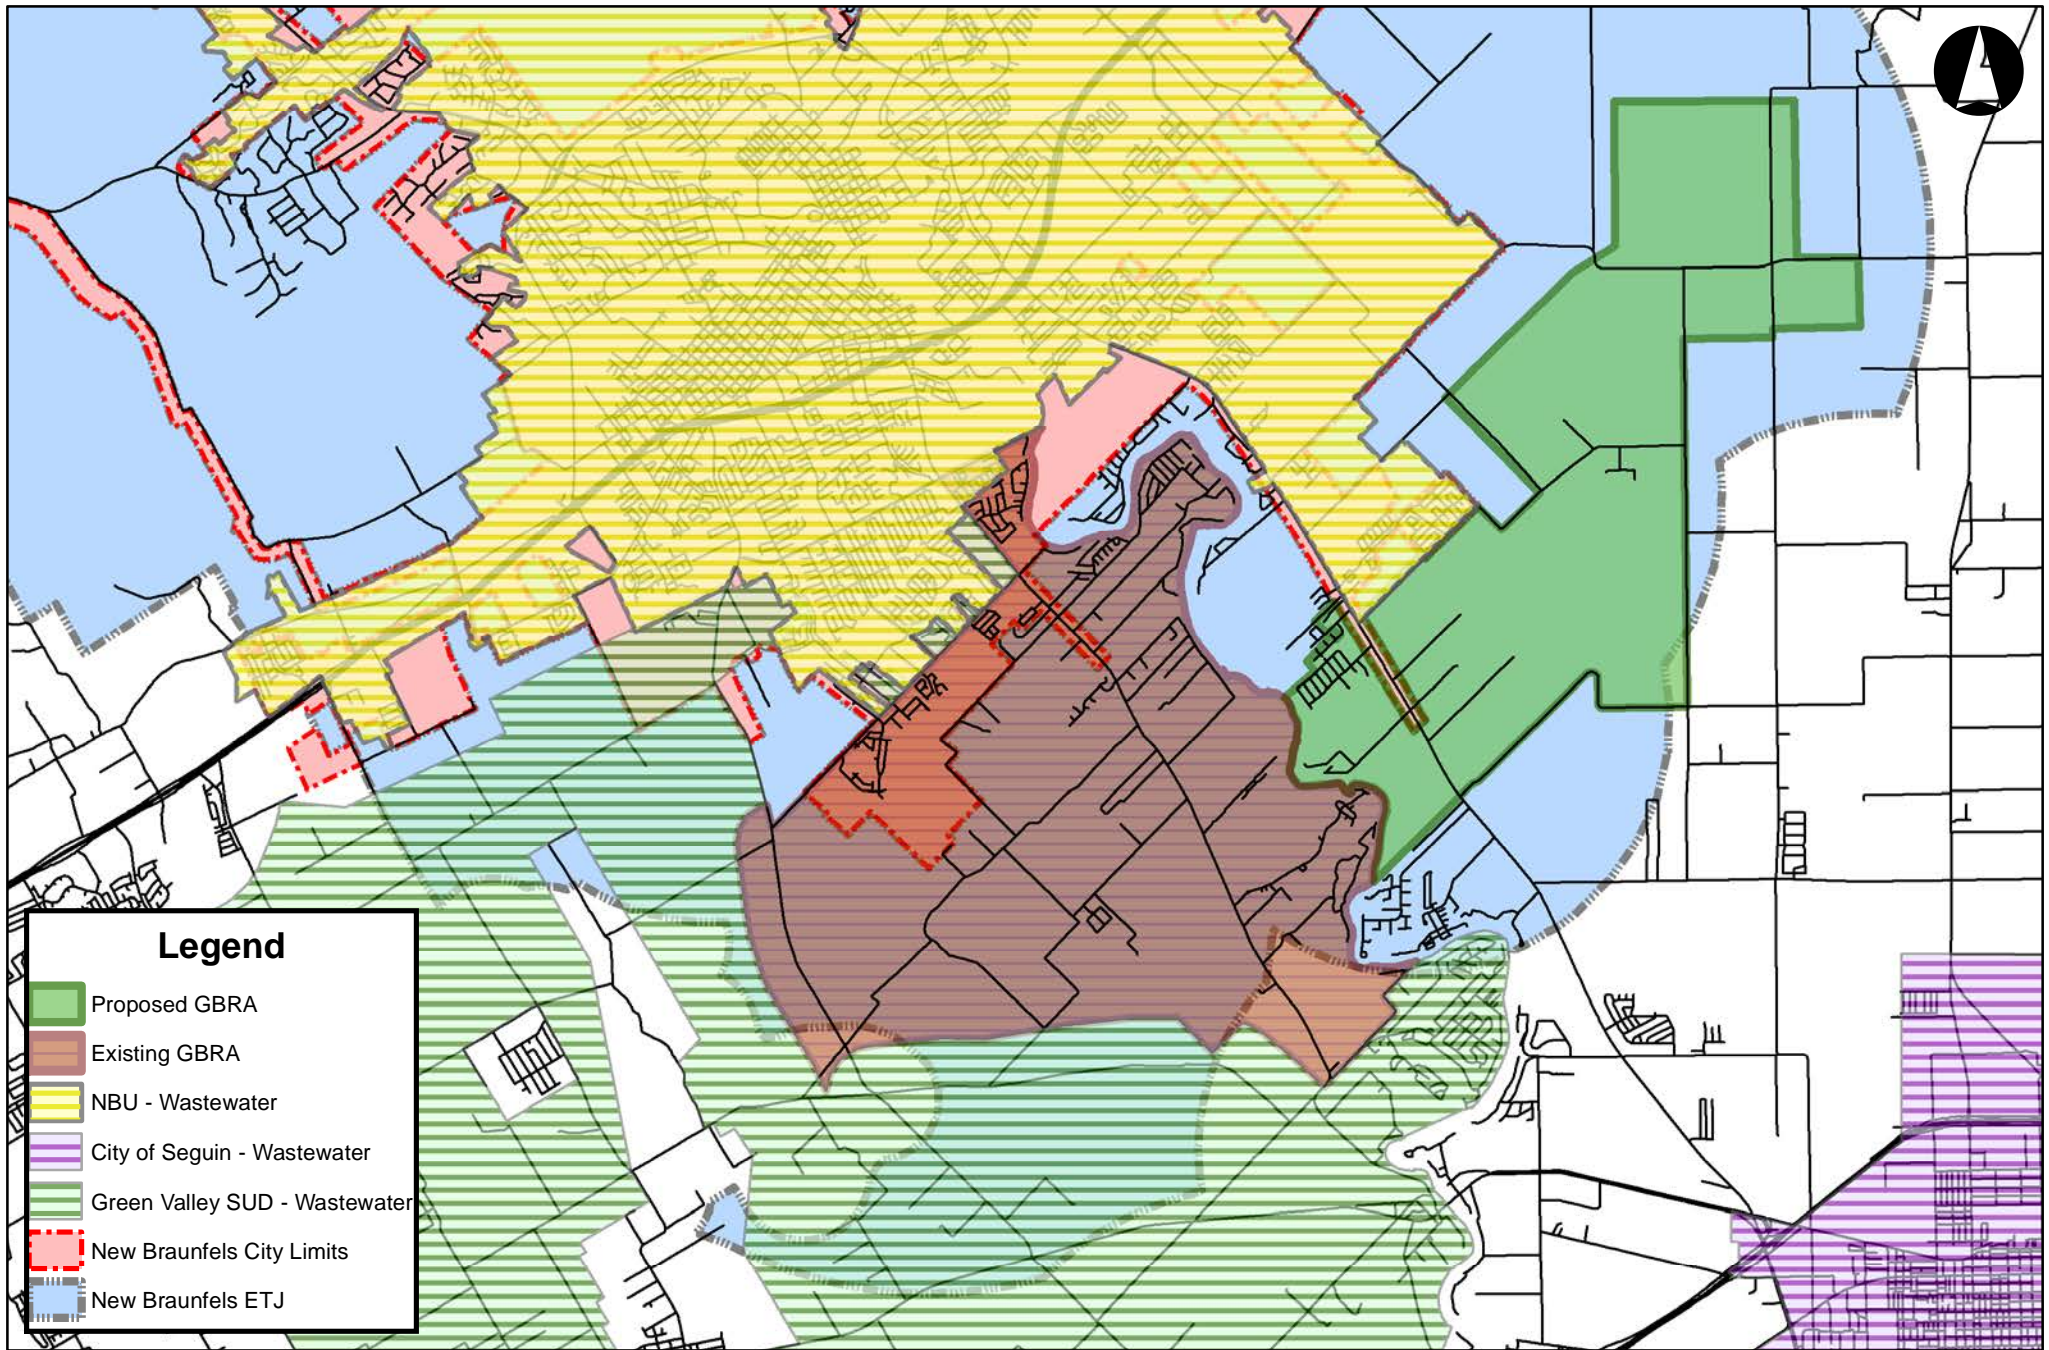 Legend
Proposed GBRA
Existing GBRA
NBU - Wastewater
City of Seguin - Wastewater
Green Valley SUD - Wastewater
New Braunfels City Limits
New Braunfels ETJ